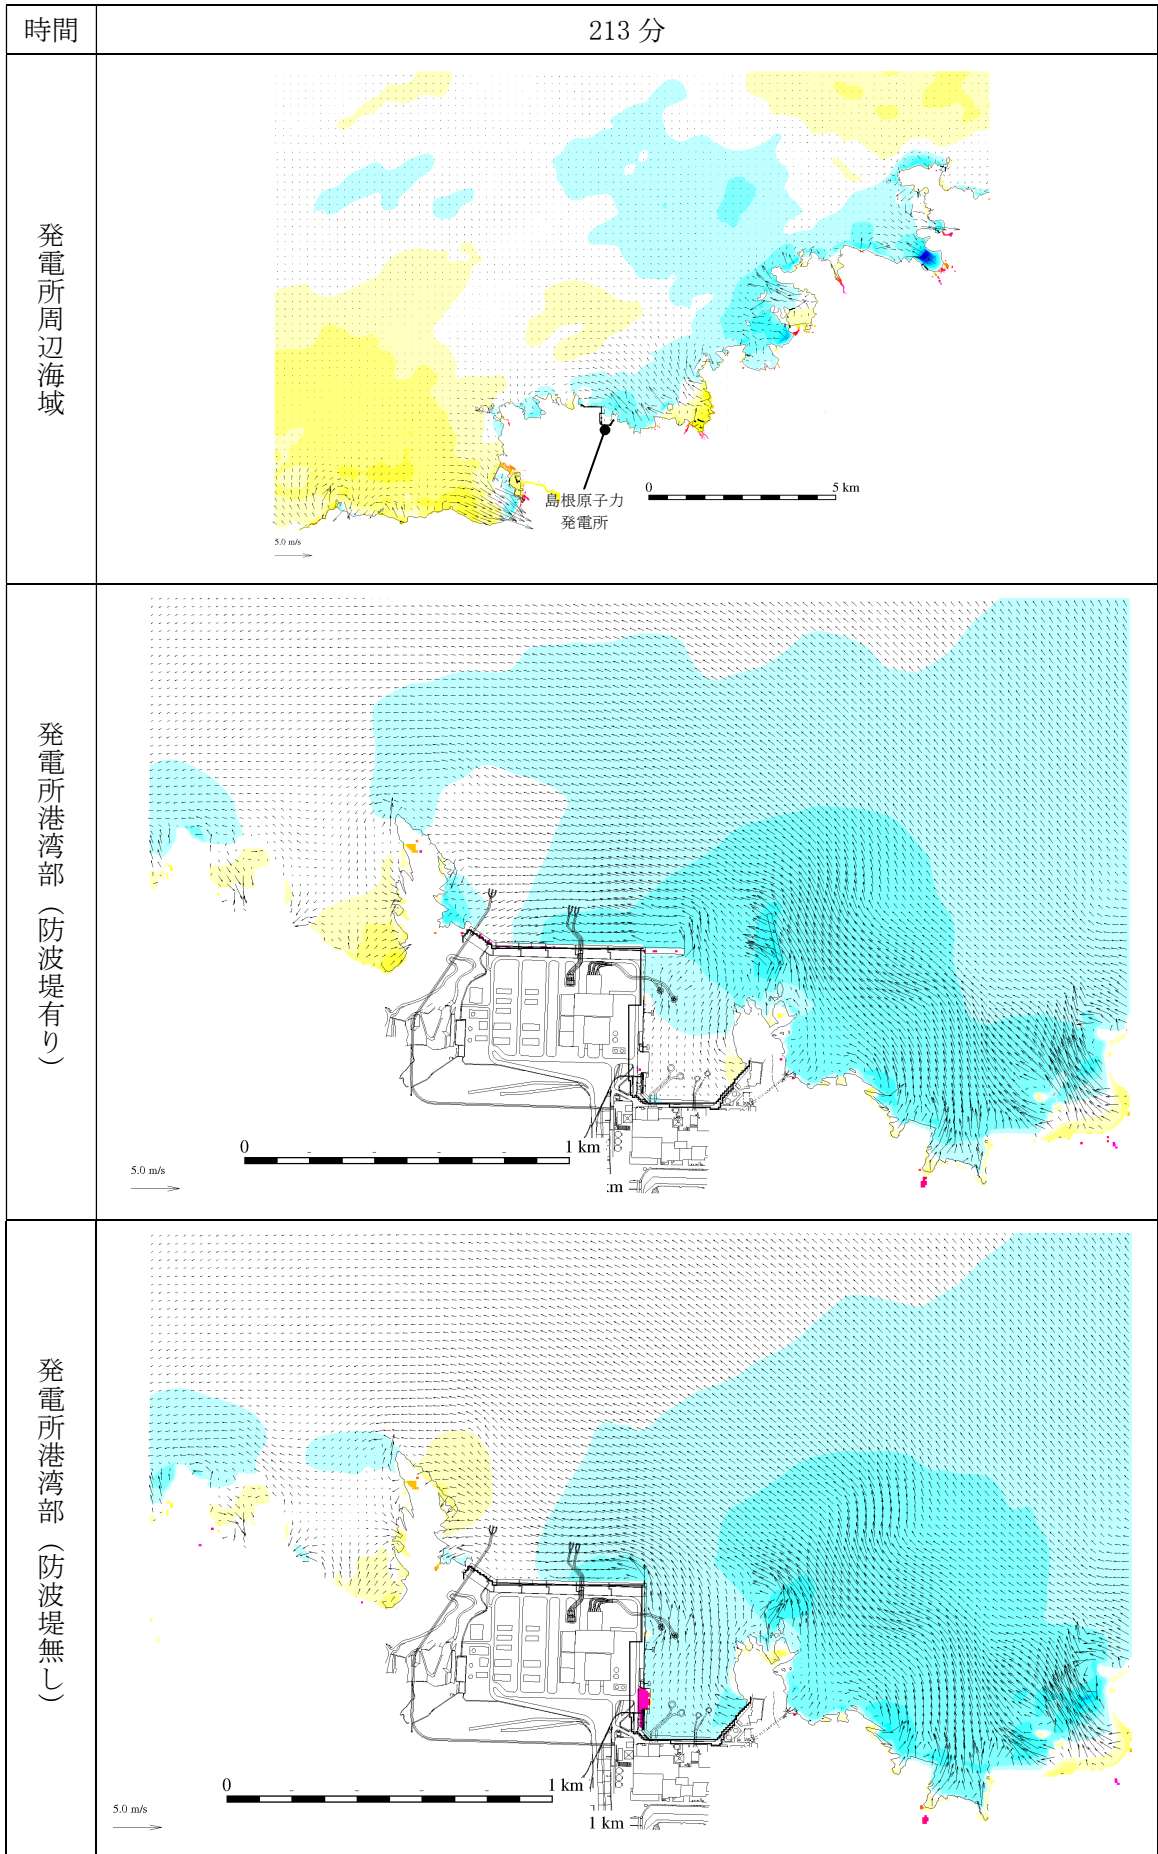 時間
213 分
発電所周辺海域
島根原子力
発電所
0
5 km
5.0 m/s
発電所港湾部（防波堤有り）
0
1 km
5.0 m/s
:m
発電所港湾部（防波堤無し）
0
1 km
5.0 m/s
1 km